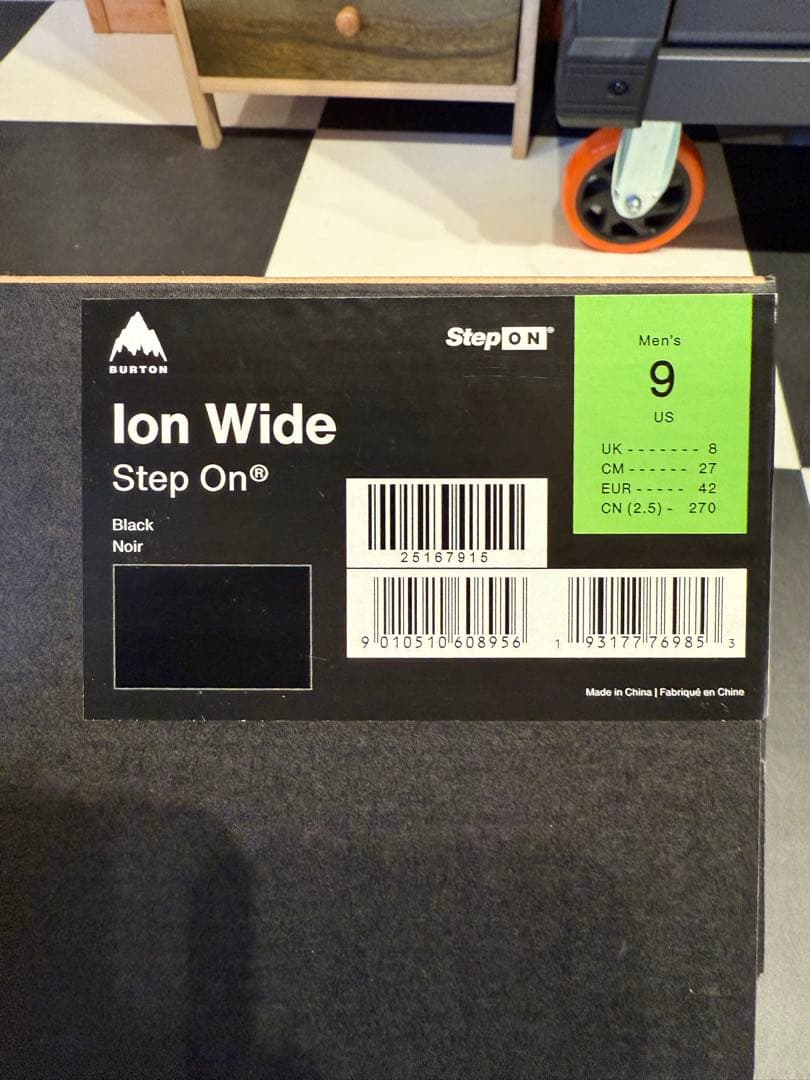 BURTON
StepON®
Ion Wide
Step On®
Black
Noir
Men's
9
US
UK ------- 8
CM ------ 27
EUR ----- 42
CN (2.5) - 270
25167915
9 010510 608956
1 93177 76985 3
Made in China | Fabriqué en Chine